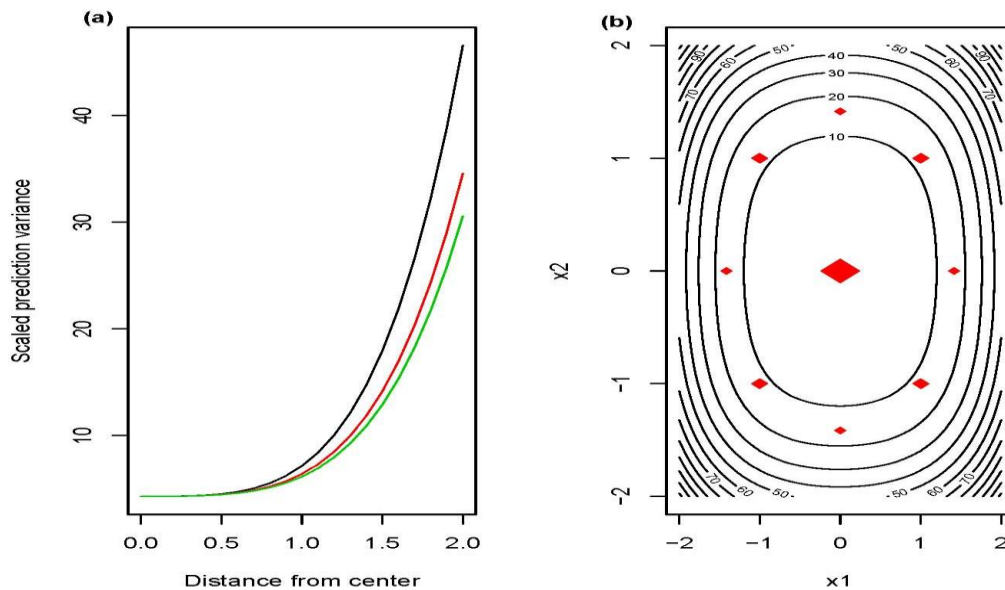 (a)
40
30
20
10
Scaled prediction variance
0.0 0.5 1.0 1.5 2.0
Distance from center
(b)
2
1
0
−1
−2
x2
50 40 50
90 60 30 60 90
70 20 70
10
70 60 50 50 60 70
−2 −1 0 1 2
x1